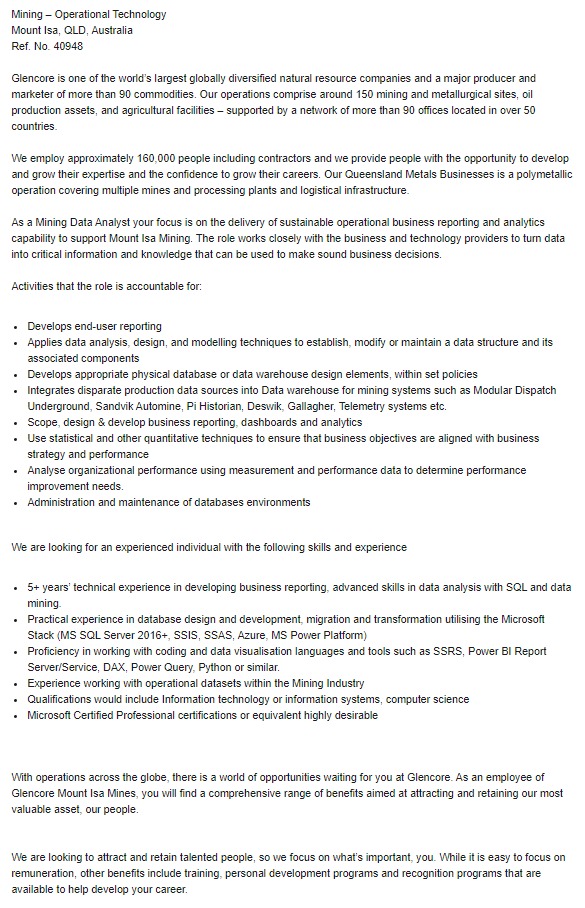 Mining – Operational Technology
Mount Isa, QLD, Australia
Ref. No. 40948
Glencore is one of the world's largest globally diversified natural resource companies and a major producer and
marketer of more than 90 commodities. Our operations comprise around 150 mining and metallurgical sites, oil
production assets, and agricultural facilities – supported by a network of more than 90 offices located in over 50
countries.
We employ approximately 160,000 people including contractors and we provide people with the opportunity to develop
and grow their expertise and the confidence to grow their careers. Our Queensland Metals Businesses is a polymetallic
operation covering multiple mines and processing plants and logistical infrastructure.
As a Mining Data Analyst your focus is on the delivery of sustainable operational business reporting and analytics
capability to support Mount Isa Mining. The role works closely with the business and technology providers to turn data
into critical information and knowledge that can be used to make sound business decisions.
Activities that the role is accountable for:
• Develops end-user reporting
• Applies data analysis, design, and modelling techniques to establish, modify or maintain a data structure and its
associated components
• Develops appropriate physical database or data warehouse design elements, within set policies
• Integrates disparate production data sources into Data warehouse for mining systems such as Modular Dispatch
Underground, Sandvik Automine, Pi Historian, Deswik, Gallagher, Telemetry systems etc.
• Scope, design & develop business reporting, dashboards and analytics
• Use statistical and other quantitative techniques to ensure that business objectives are aligned with business
strategy and performance
• Analyse organizational performance using measurement and performance data to determine performance
improvement needs.
• Administration and maintenance of databases environments
We are looking for an experienced individual with the following skills and experience
• 5+ years' technical experience in developing business reporting, advanced skills in data analysis with SQL and data
mining.
• Practical experience in database design and development, migration and transformation utilising the Microsoft
Stack (MS SQL Server 2016+, SSIS, SSAS, Azure, MS Power Platform)
• Proficiency in working with coding and data visualisation languages and tools such as SSRS, Power BI Report
Server/Service, DAX, Power Query, Python or similar.
• Experience working with operational datasets within the Mining Industry
• Qualifications would include Information technology or information systems, computer science
• Microsoft Certified Professional certifications or equivalent highly desirable
With operations across the globe, there is a world of opportunities waiting for you at Glencore. As an employee of
Glencore Mount Isa Mines, you will find a comprehensive range of benefits aimed at attracting and retaining our most
valuable asset, our people.
We are looking to attract and retain talented people, so we focus on what's important, you. While it is easy to focus on
remuneration, other benefits include training, personal development programs and recognition programs that are
available to help develop your career.